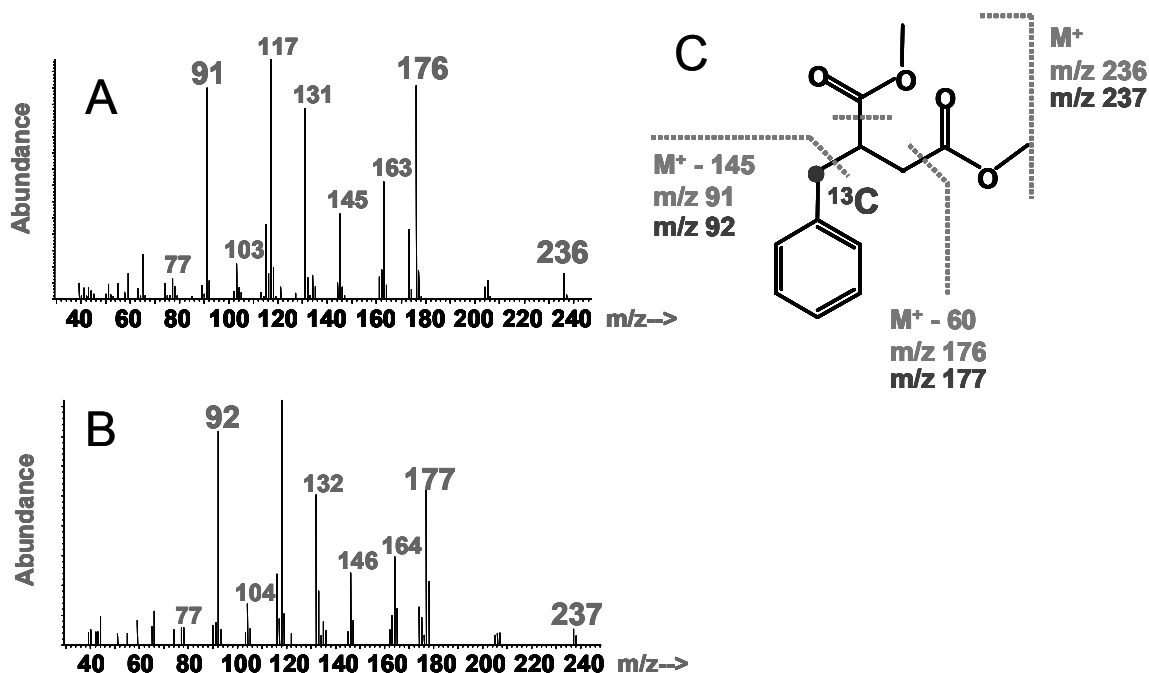 A
Abundance
91
117
131
176
163
145
103
77
236
40 60 80 100 120 140 160 180 200 220 240 m/z-->
B
Abundance
92
132
177
164
146
104
77
237
40 60 80 100 120 140 160 180 200 220 240 m/z-->
C
O
O
O
O
13C
M+
m/z 236
m/z 237
M+ - 145
m/z 91
m/z 92
M+ - 60
m/z 176
m/z 177